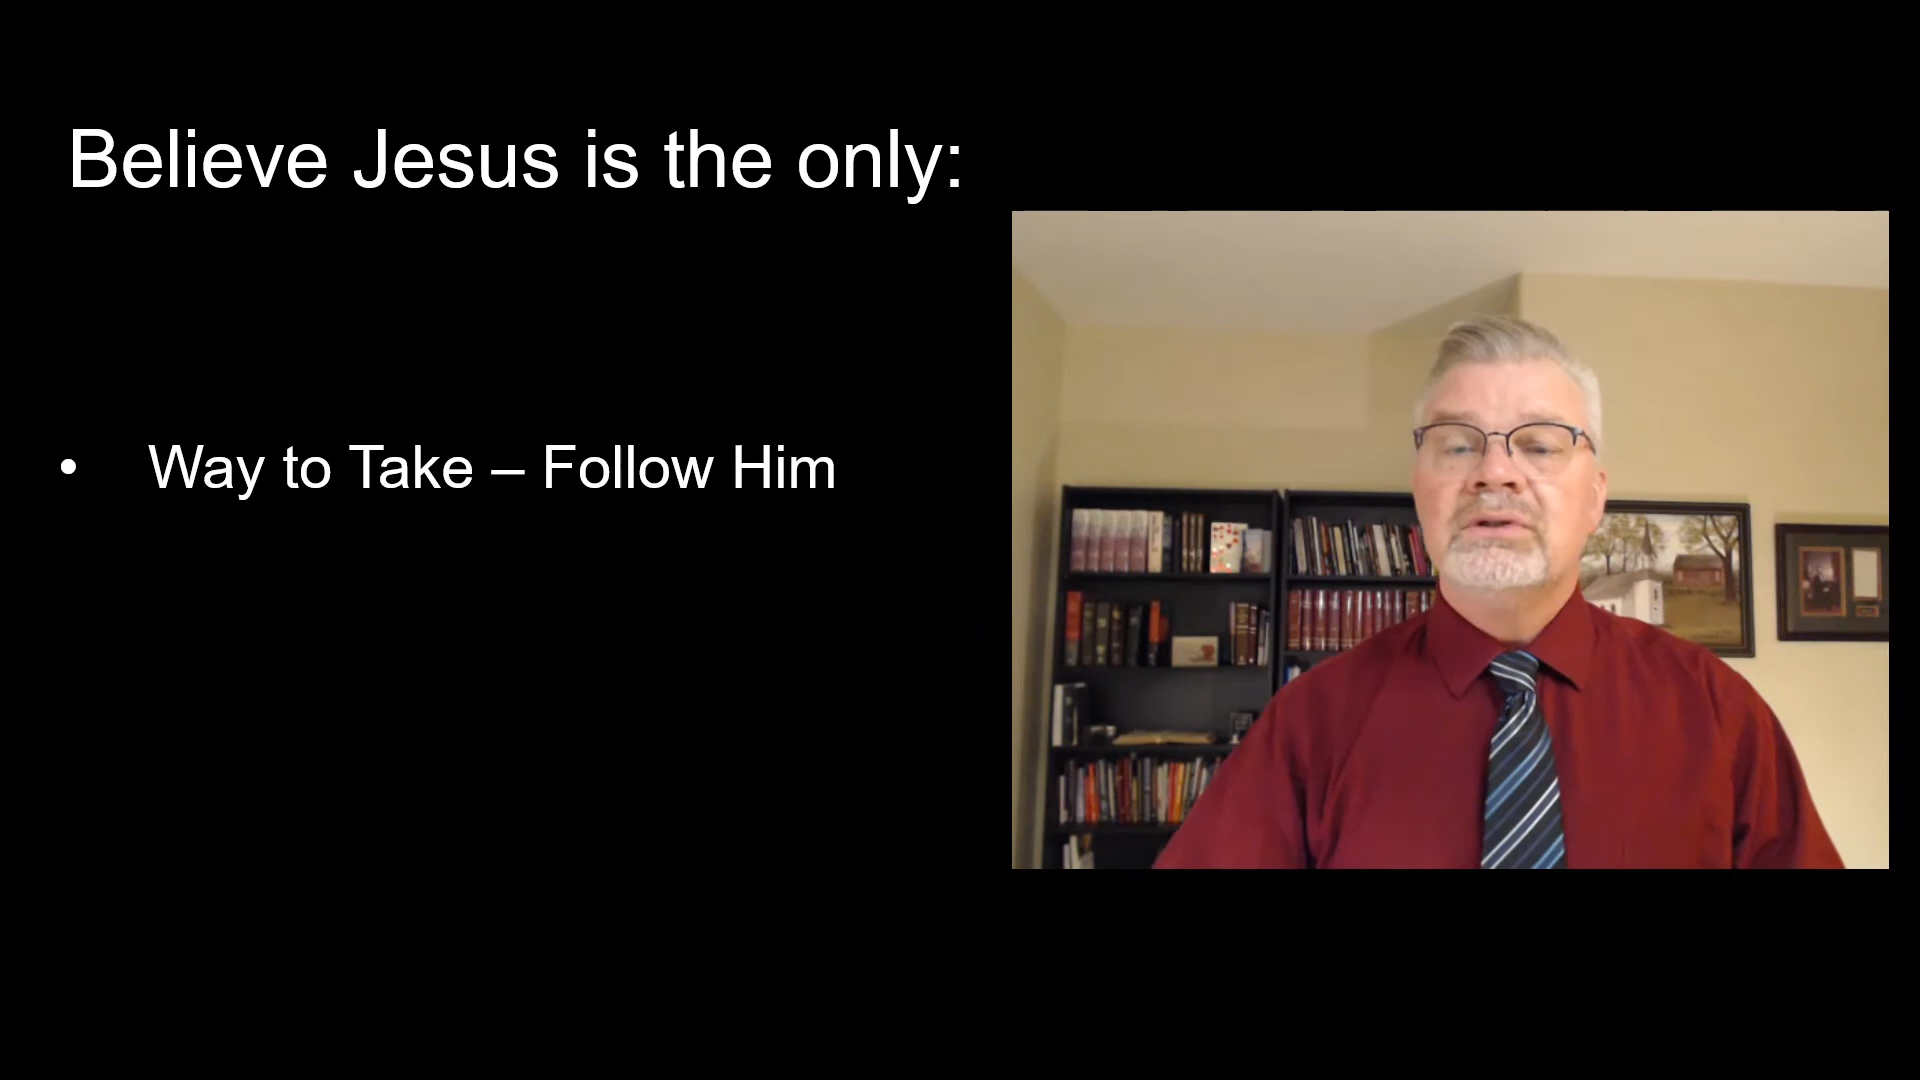 Believe Jesus is the only:
• Way to Take – Follow Him